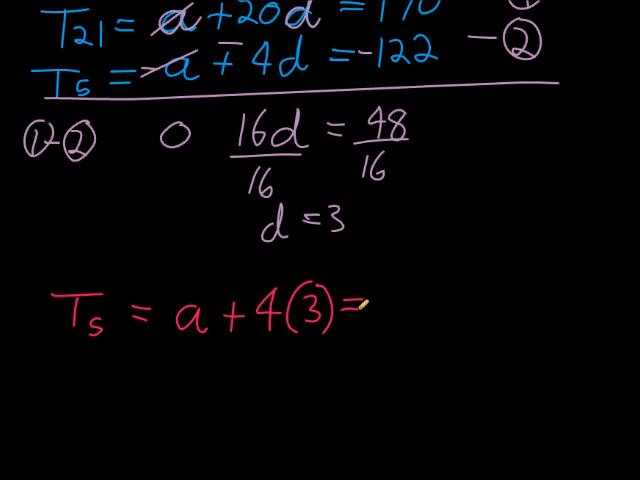 T21 = a + 20d = 170
T5 = -a + 4d = -122 - ②
①-② 0 16d = 48
16 16
d = 3
T5 = a + 4(3) =